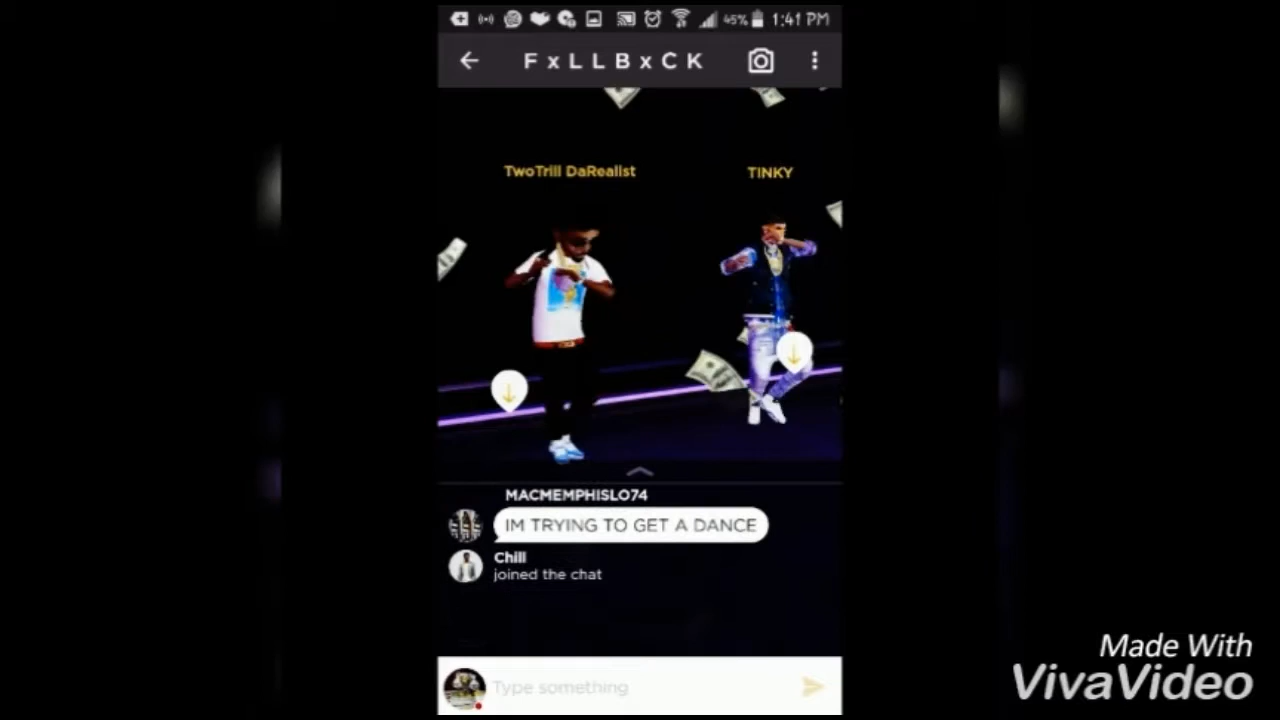 45% 1:41 PM
F x L L B x C K
TwoTrill DaRealist
TINKY
MACMEMPHISLO74
IM TRYING TO GET A DANCE
Chill
joined the chat
Type something
Made With
VivaVideo